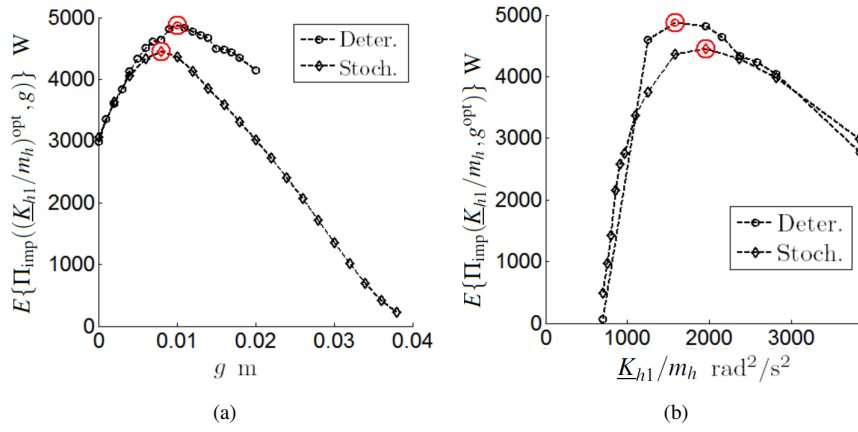 E{Π_imp((K_h1/m_h)^opt, g)} W
5000
4000
3000
2000
1000
0
Deter.
Stoch.
0 0.01 0.02 0.03 0.04
g m
(a)
E{Π_imp(K_h1/m_h, g^opt)} W
5000
4000
3000
2000
1000
0
Deter.
Stoch.
0 1000 2000 3000
K_h1/m_h rad²/s²
(b)